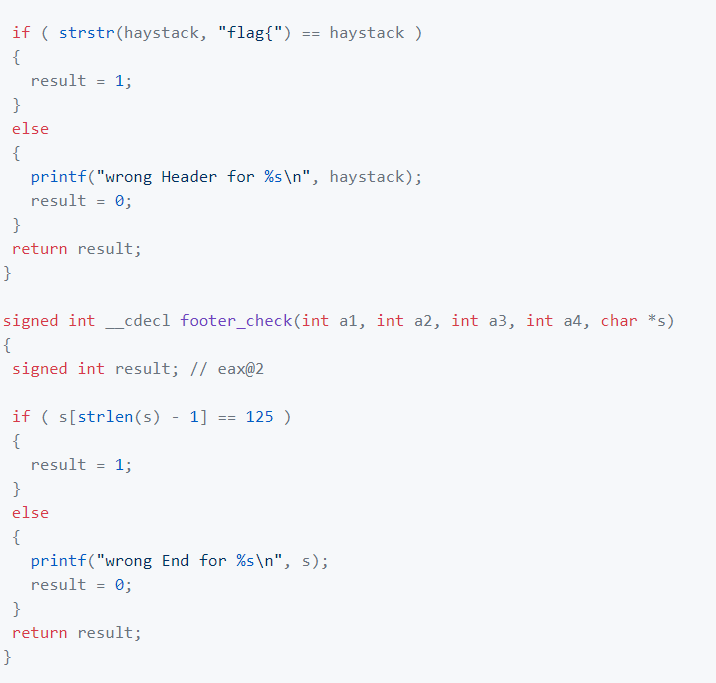 if ( strstr(haystack, "flag{") == haystack )
{
result = 1;
}
else
{
printf("wrong Header for %s\n", haystack);
result = 0;
}
return result;
}
signed int __cdecl footer_check(int a1, int a2, int a3, int a4, char *s)
{
signed int result; // eax@2
if ( s[strlen(s) - 1] == 125 )
{
result = 1;
}
else
{
printf("wrong End for %s\n", s);
result = 0;
}
return result;
}